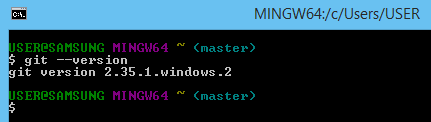 MINGW64:/c/Users/USER
USER@SAMSUNG MINGW64 ~ (master)
$ git --version
git version 2.35.1.windows.2
USER@SAMSUNG MINGW64 ~ (master)
$